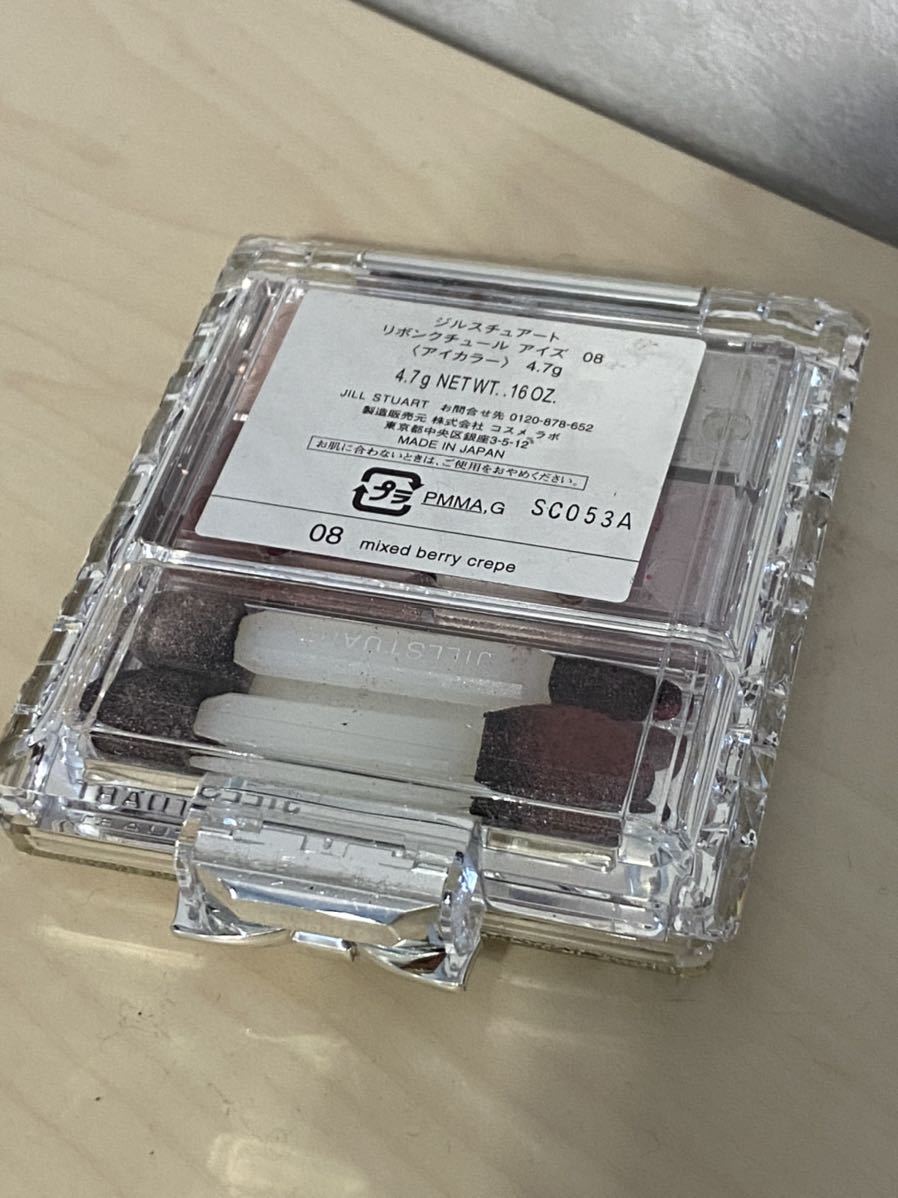 ジルスチュアート
リボンクチュール アイズ 08
〈アイカラー〉 4.7g
4.7g NET WT. .16 OZ.
JILL STUART お問合せ先 0120-878-652
製造販売元 株式会社 コスメ ラボ
東京都中央区銀座3-5-12
MADE IN JAPAN
お肌に合わないときは、ご使用をおやめください。
プラ PMMA,G SC053A
08 mixed berry crepe
JILLSTUART
JILLSTUART